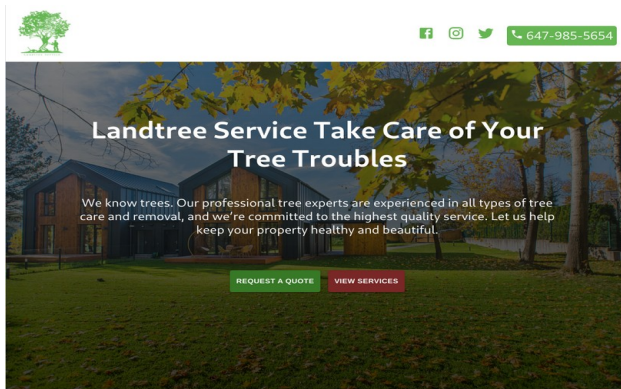 647-985-5654
Landtree Service Take Care of Your
Tree Troubles
We know trees. Our professional tree experts are experienced in all types of tree
care and removal, and we're committed to the highest quality service. Let us help
keep your property healthy and beautiful.
REQUEST A QUOTE VIEW SERVICES